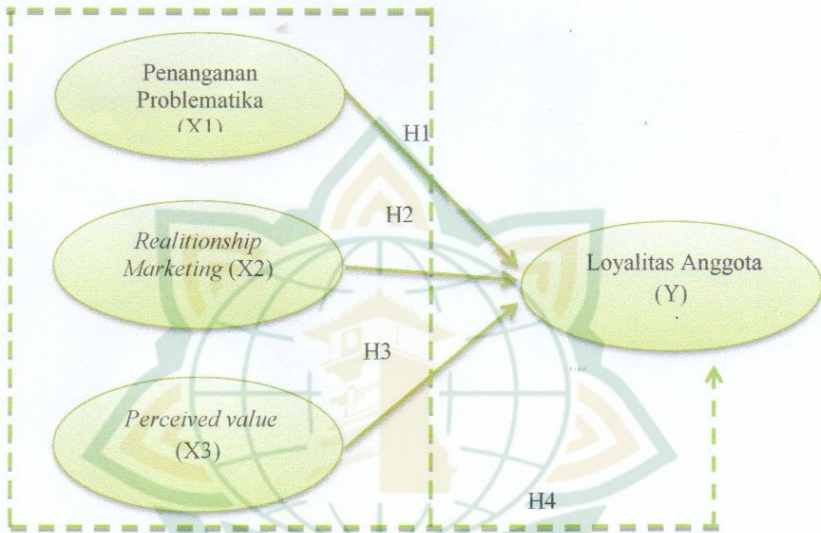 Penanganan
Problematika
(X1)
H1
H2
Realitionship
Marketing (X2)
Loyalitas Anggota
(Y)
H3
Perceived value
(X3)
H4